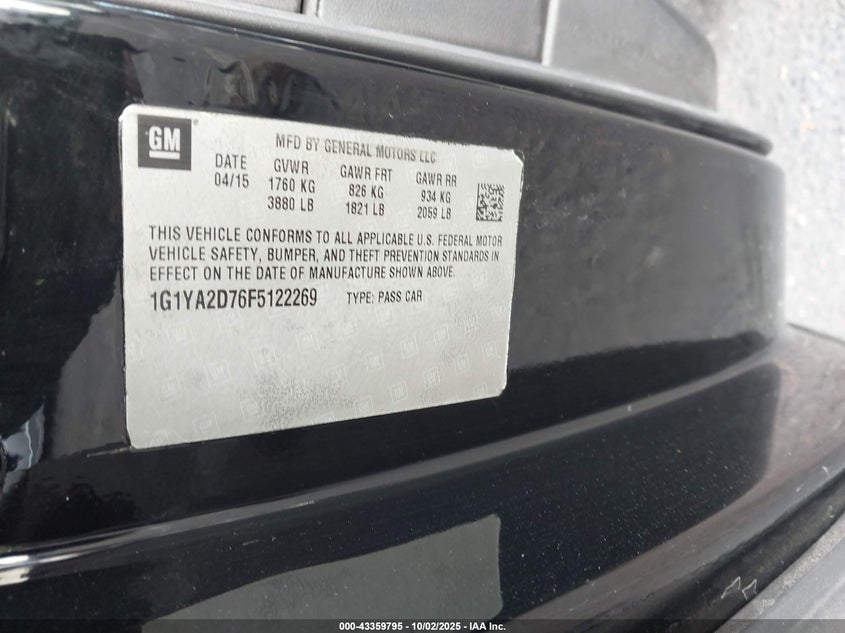 GM
MFD BY GENERAL MOTORS LLC
DATE GVWR GAWR FRT GAWR RR
04/15 1760 KG 826 KG 934 KG
3880 LB 1821 LB 2059 LB
THIS VEHICLE CONFORMS TO ALL APPLICABLE U.S. FEDERAL MOTOR
VEHICLE SAFETY, BUMPER, AND THEFT PREVENTION STANDARDS IN
EFFECT ON THE DATE OF MANUFACTURE SHOWN ABOVE.
1G1YA2D76F5122269 TYPE: PASS CAR
000-43359795 - 10/02/2025 - IAA Inc.